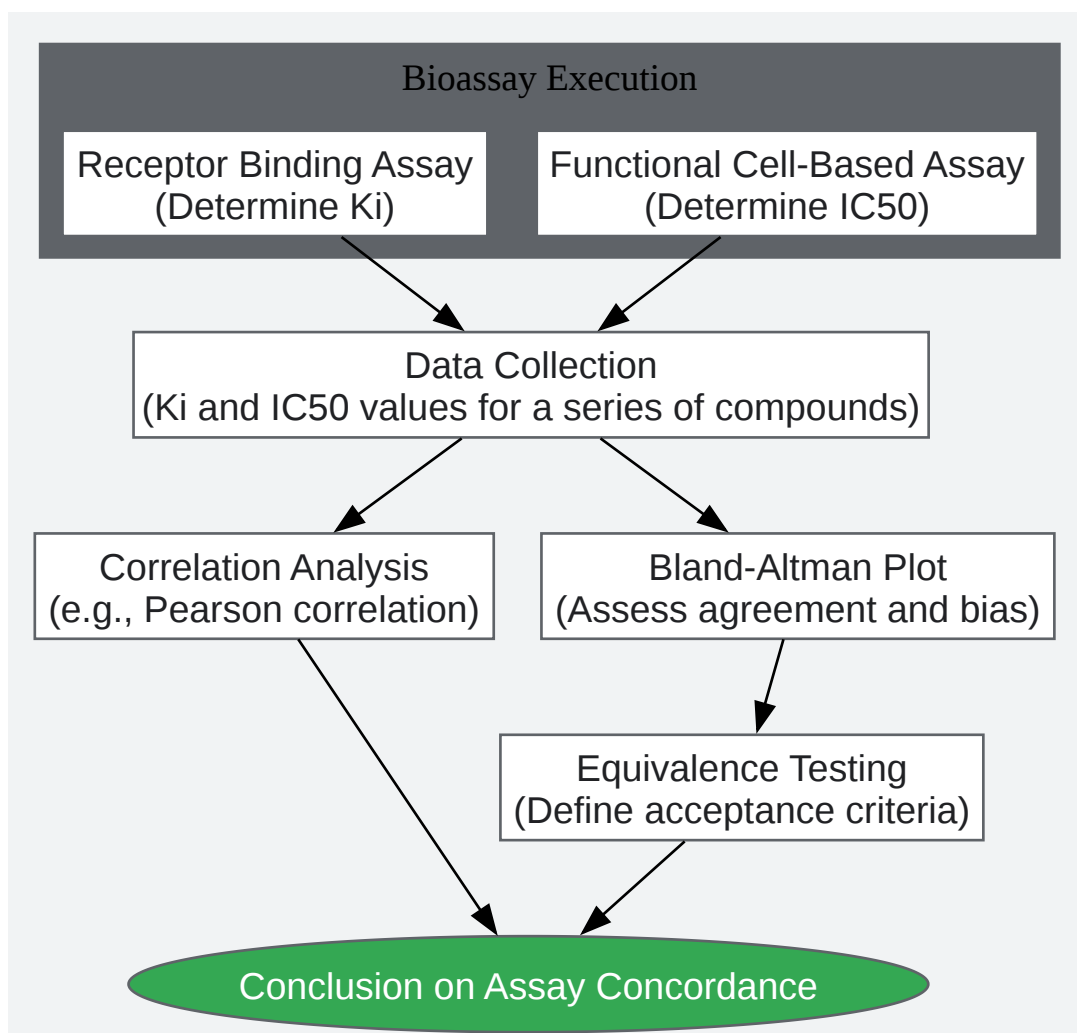 Bioassay Execution
Receptor Binding Assay
(Determine Ki)
Functional Cell-Based Assay
(Determine IC50)
Data Collection
(Ki and IC50 values for a series of compounds)
Correlation Analysis
(e.g., Pearson correlation)
Bland-Altman Plot
(Assess agreement and bias)
Equivalence Testing
(Define acceptance criteria)
Conclusion on Assay Concordance